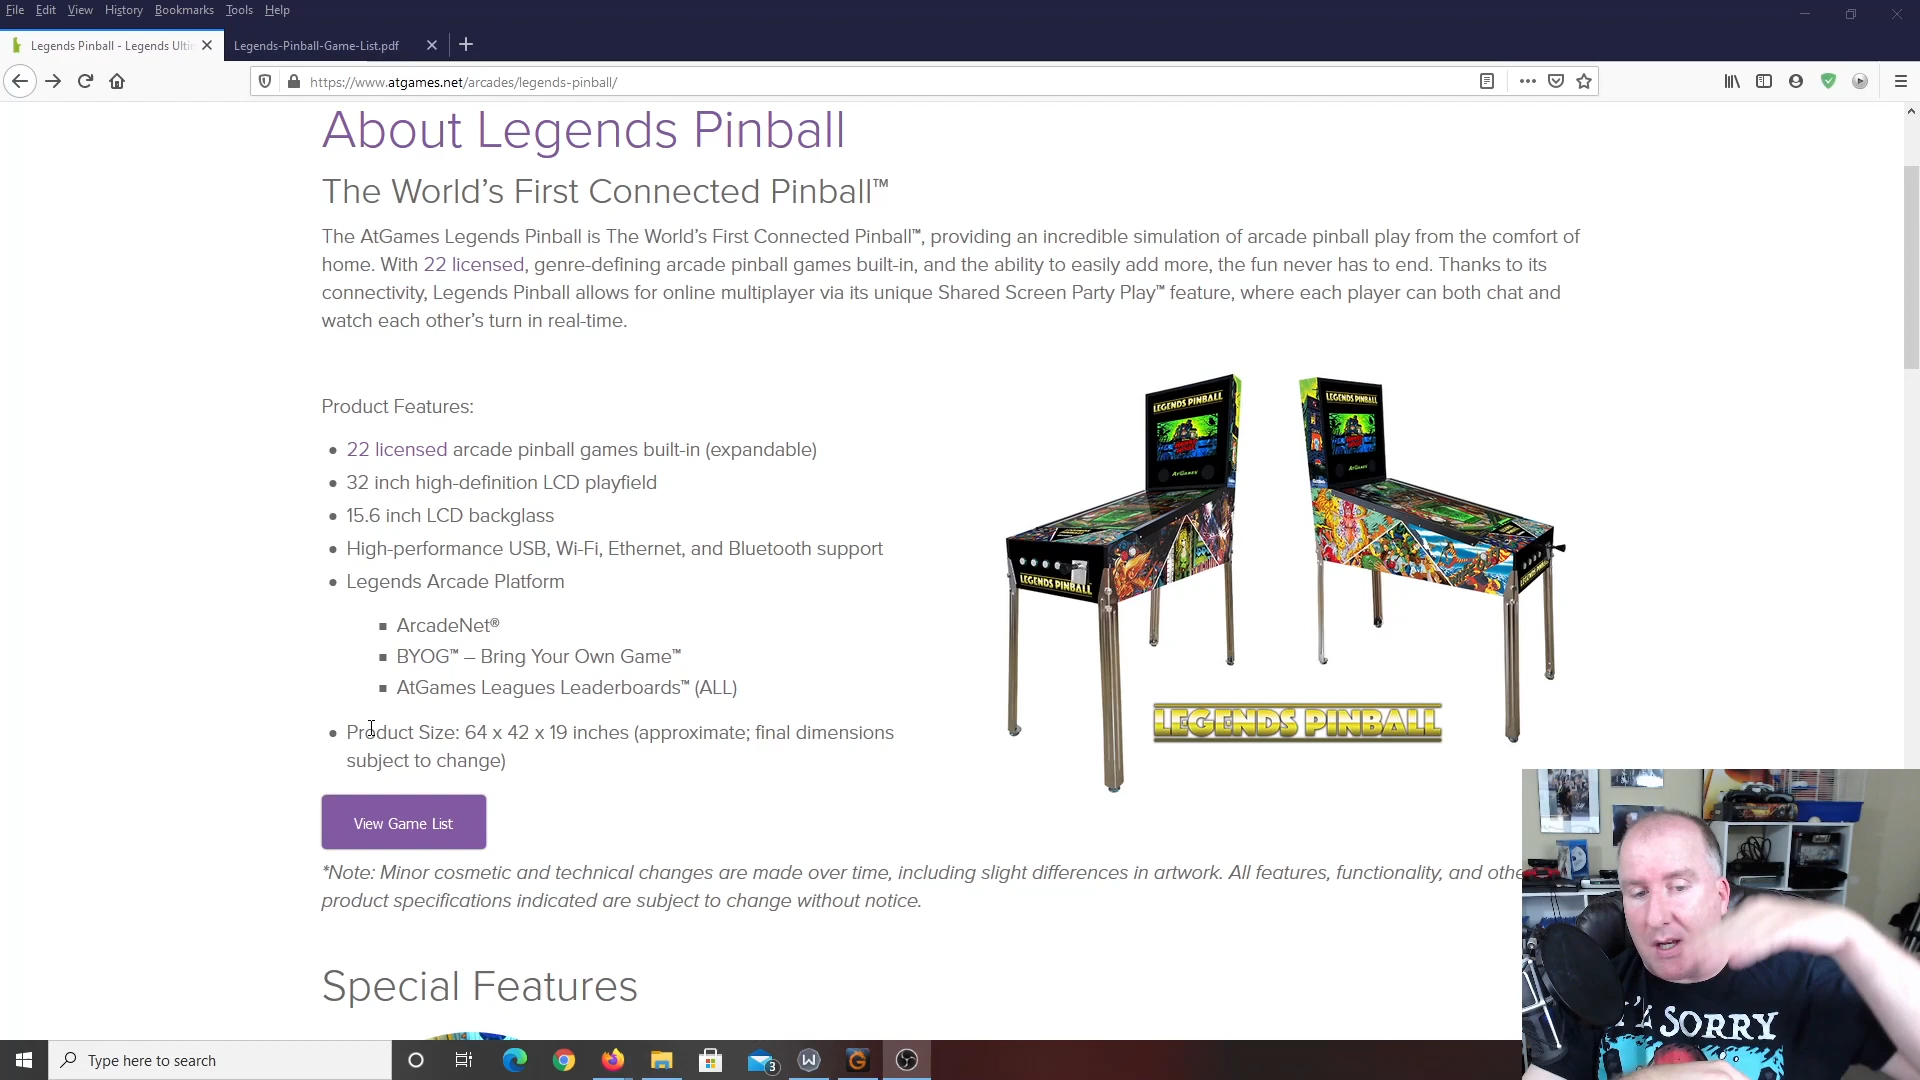 File Edit View History Bookmarks Tools Help
Legends Pinball - Legends Ulti
Legends-Pinball-Game-List.pdf
https://www.atgames.net/arcades/legends-pinball/
About Legends Pinball
The World's First Connected Pinball™
The AtGames Legends Pinball is The World's First Connected Pinball™, providing an incredible simulation of arcade pinball play from the comfort of
home. With 22 licensed, genre-defining arcade pinball games built-in, and the ability to easily add more, the fun never has to end. Thanks to its
connectivity, Legends Pinball allows for online multiplayer via its unique Shared Screen Party Play™ feature, where each player can both chat and
watch each other's turn in real-time.
Product Features:
22 licensed arcade pinball games built-in (expandable)
32 inch high-definition LCD playfield
15.6 inch LCD backglass
High-performance USB, Wi-Fi, Ethernet, and Bluetooth support
Legends Arcade Platform
ArcadeNet®
BYOG™ – Bring Your Own Game™
AtGames Leagues Leaderboards™ (ALL)
Product Size: 64 x 42 x 19 inches (approximate; final dimensions
subject to change)
LEGENDS PINBALL
ATGAMES
LEGENDS PINBALL
LEGENDS PINBALL
ATGAMES
LEGENDS PINBALL
LEGENDS PINBALL
View Game List
*Note: Minor cosmetic and technical changes are made over time, including slight differences in artwork. All features, functionality, and othe
product specifications indicated are subject to change without notice.
Special Features
SORRY
Type here to search
3